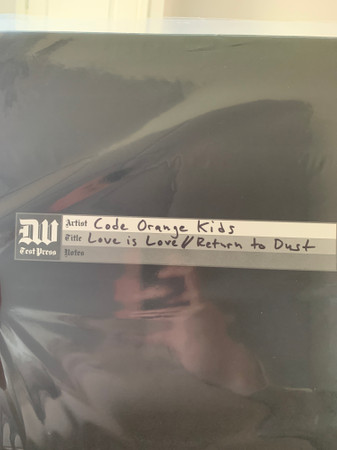 DW Artist Code Orange Kids
Test Press Title Love is Love // Return to Dust
Notes